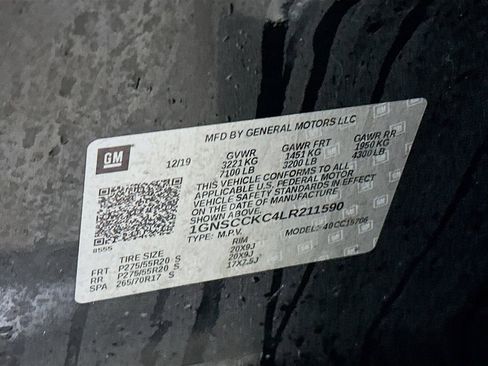 MFD BY GENERAL MOTORS LLC
GM
12/19
GVWR GAWR FRT GAWR RR
3221 KG 1451 KG 1950 KG
7100 LB 3200 LB 4300 LB
THIS VEHICLE CONFORMS TO ALL
APPLICABLE U.S. FEDERAL MOTOR
VEHICLE SAFETY STANDARDS IN EFFECT
ON THE DATE OF MANUFACTURE
SHOWN ABOVE.
1GNSCCKC4LR211590
TYPE: M.P.V. MODEL: 40CC15706
8555
TIRE SIZE RIM
FRT P275/55R20 S 20X9J
RR P275/55R20 S 20X9J
SPA 265/70R17 S 17X7.5J